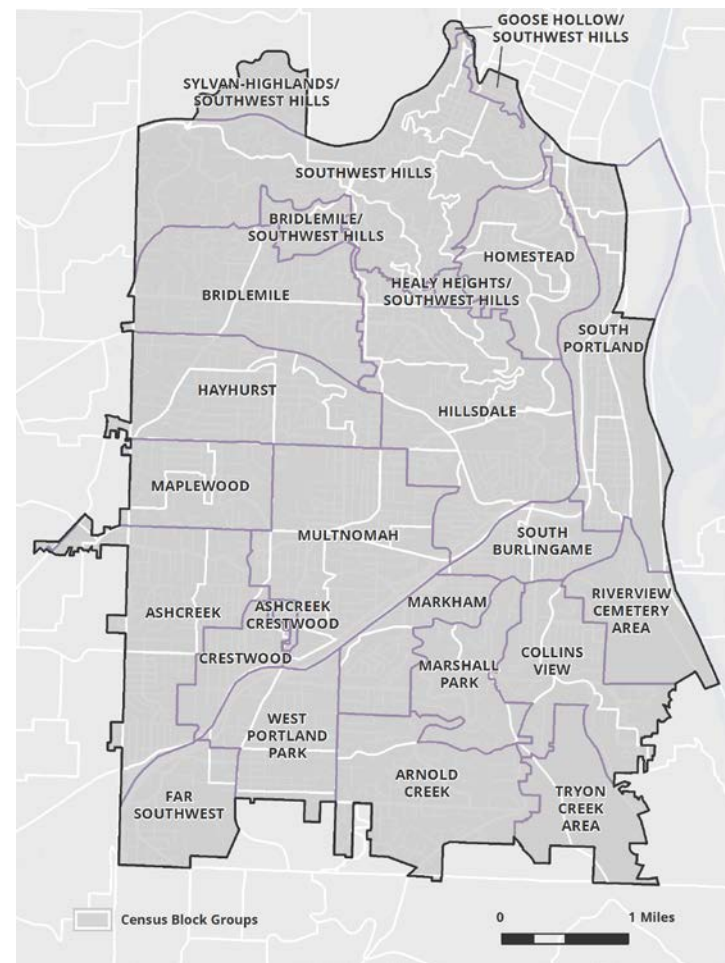 GOOSE HOLLOW/
SOUTHWEST HILLS
SYLVAN-HIGHLANDS/
SOUTHWEST HILLS
SOUTHWEST HILLS
BRIDLEMILE/
SOUTHWEST HILLS
HOMESTEAD
HEALY HEIGHTS/
SOUTHWEST HILLS
BRIDLEMILE
SOUTH
PORTLAND
HAYHURST
HILLSDALE
MAPLEWOOD
MULTNOMAH
SOUTH
BURLINGAME
ASHCREEK
ASHCREEK
CRESTWOOD
MARKHAM
RIVERVIEW
CEMETERY
AREA
CRESTWOOD
MARSHALL
PARK
COLLINS
VIEW
WEST
PORTLAND
PARK
ARNOLD
CREEK
FAR
SOUTHWEST
TRYON
CREEK
AREA
Census Block Groups
0
1 Miles